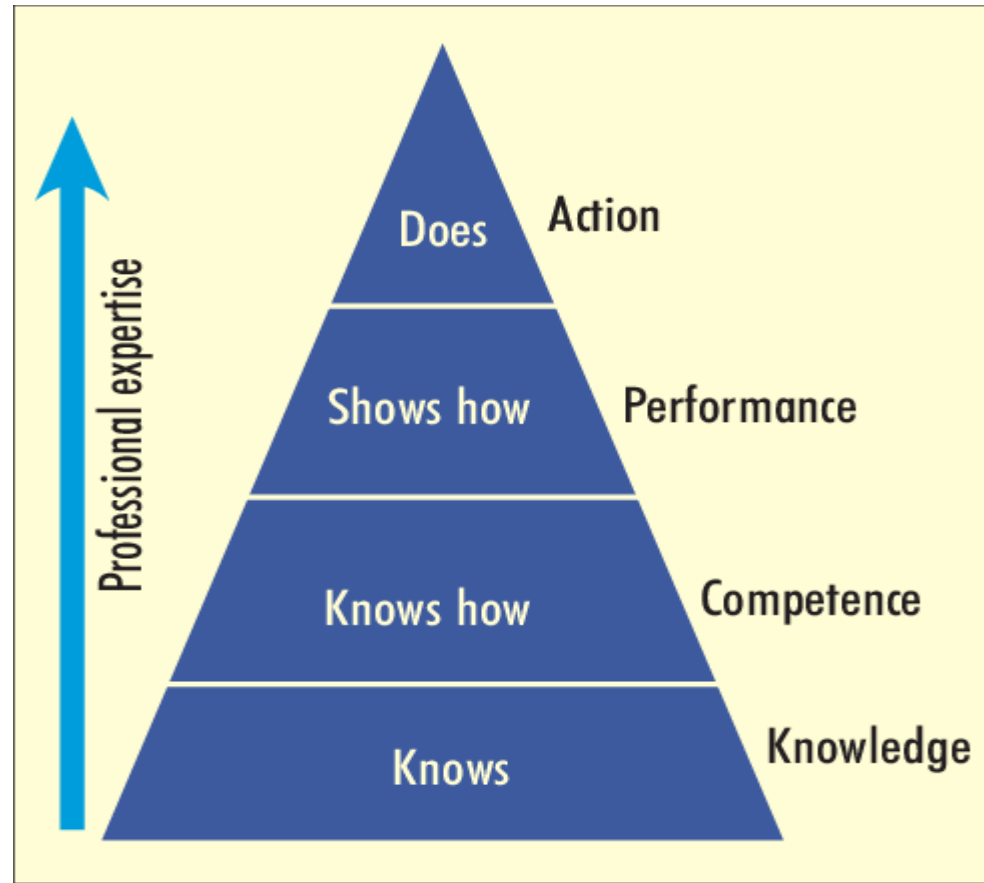 Does
Action
Shows how
Performance
Knows how
Competence
Knows
Knowledge
Professional expertise